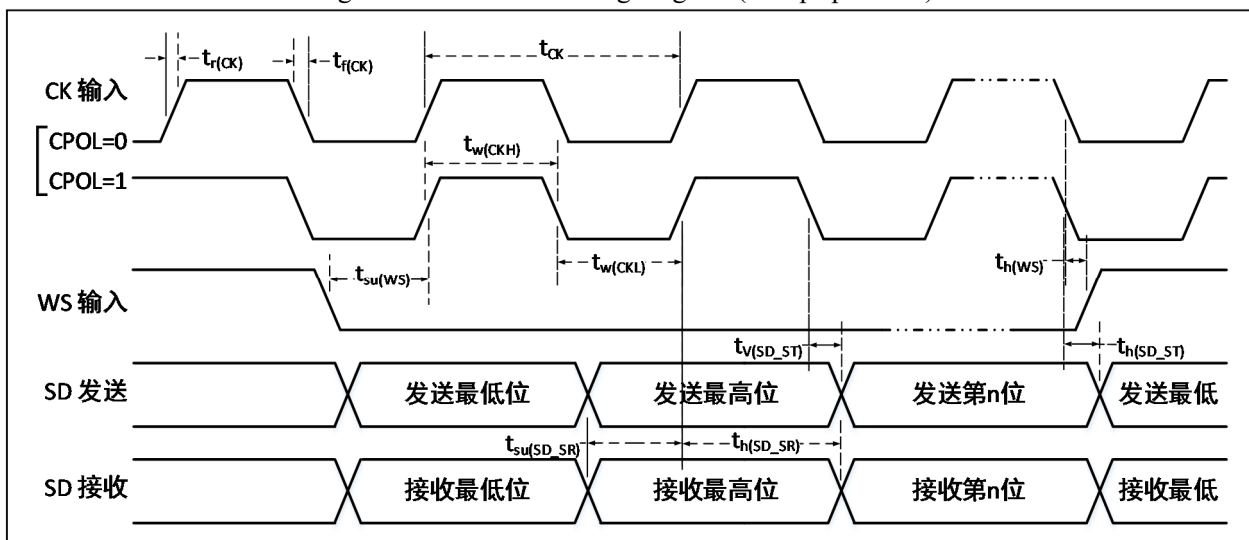 t_r(CK)
t_f(CK)
t_CK
CK 输入
CPOL=0
t_w(CKH)
CPOL=1
t_su(WS)
t_w(CKL)
t_h(WS)
WS 输入
t_V(SD_ST)
t_h(SD_ST)
SD 发送 发送最低位 发送最高位 发送第n位 发送最低
t_su(SD_SR)
t_h(SD_SR)
SD 接收 接收最低位 接收最高位 接收第n位 接收最低